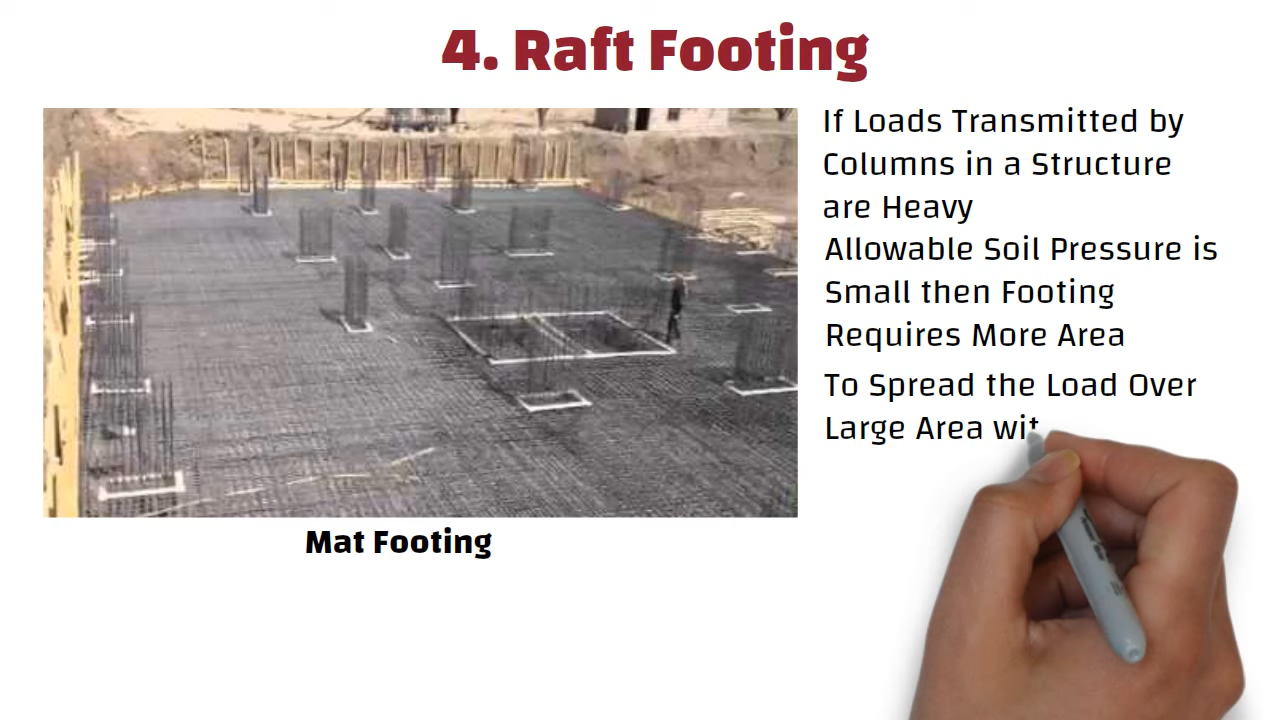 4. Raft Footing
If Loads Transmitted by
Columns in a Structure
are Heavy
Allowable Soil Pressure is
Small then Footing
Requires More Area
To Spread the Load Over
Large Area wit
Mat Footing